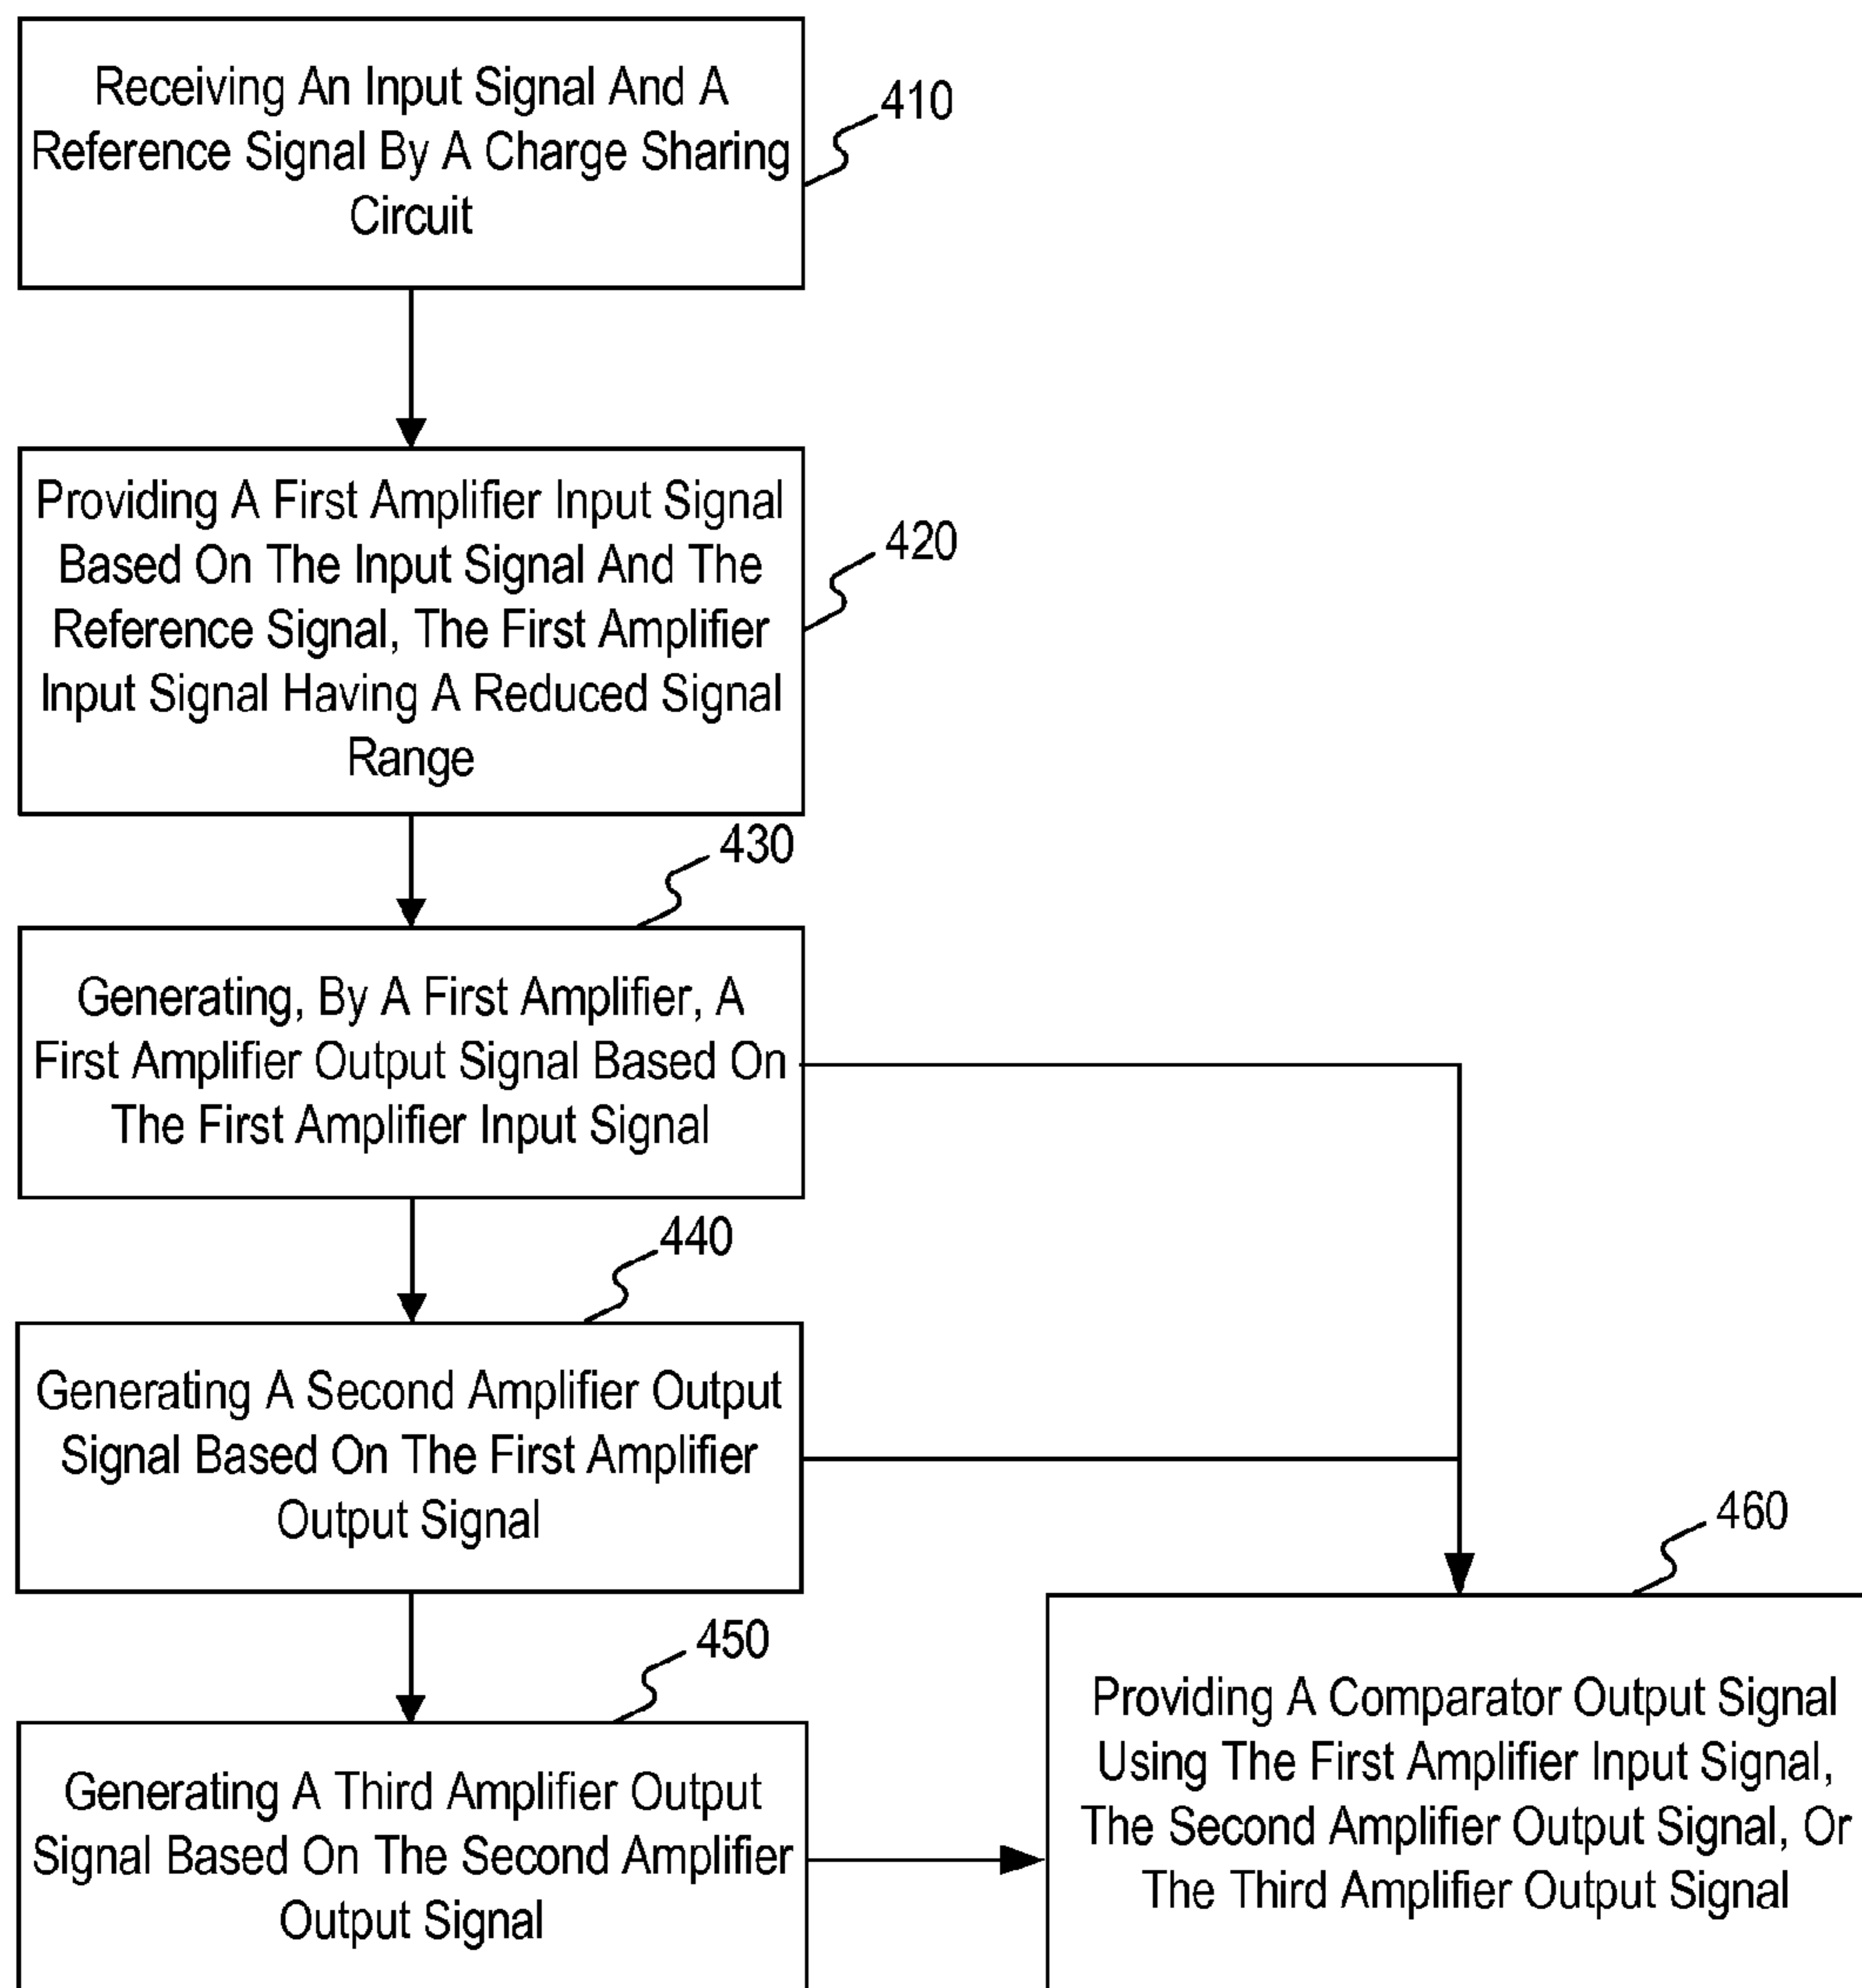 Receiving An Input Signal And A
Reference Signal By A Charge Sharing
Circuit
410
Providing A First Amplifier Input Signal
Based On The Input Signal And The
Reference Signal, The First Amplifier
Input Signal Having A Reduced Signal
Range
420
430
Generating, By A First Amplifier, A
First Amplifier Output Signal Based On
The First Amplifier Input Signal
440
Generating A Second Amplifier Output
Signal Based On The First Amplifier
Output Signal
450
Generating A Third Amplifier Output
Signal Based On The Second Amplifier
Output Signal
460
Providing A Comparator Output Signal
Using The First Amplifier Input Signal,
The Second Amplifier Output Signal, Or
The Third Amplifier Output Signal